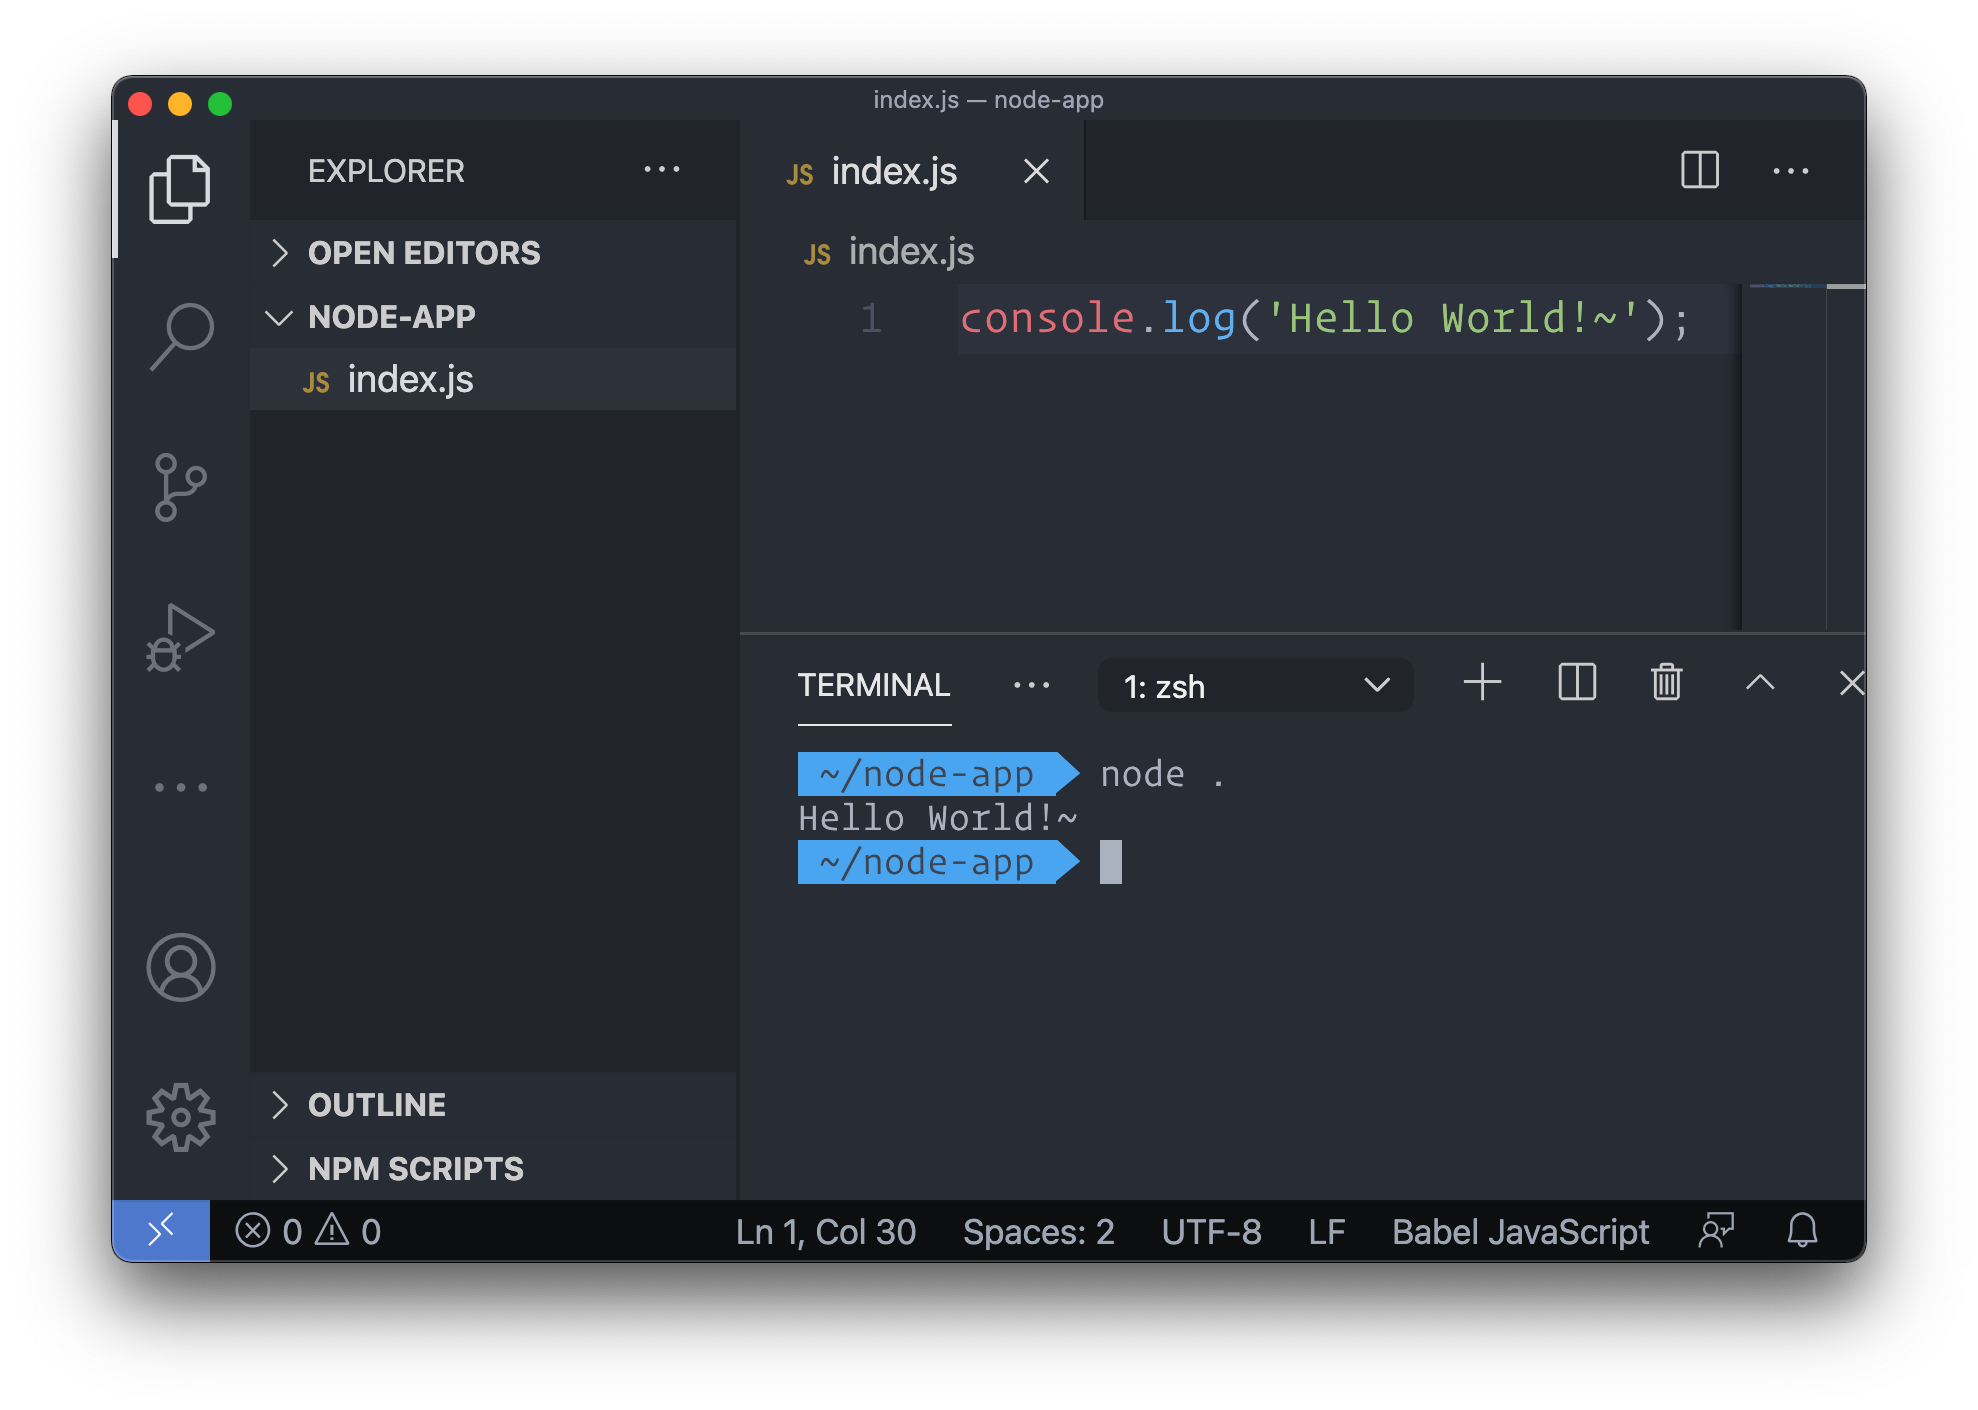 index.js — node-app
EXPLORER
OPEN EDITORS
NODE-APP
JS index.js
OUTLINE
NPM SCRIPTS
JS index.js
JS index.js
1 console.log('Hello World!~');
TERMINAL
1: zsh
~/node-app node .
Hello World!~
~/node-app
0 0
Ln 1, Col 30 Spaces: 2 UTF-8 LF Babel JavaScript